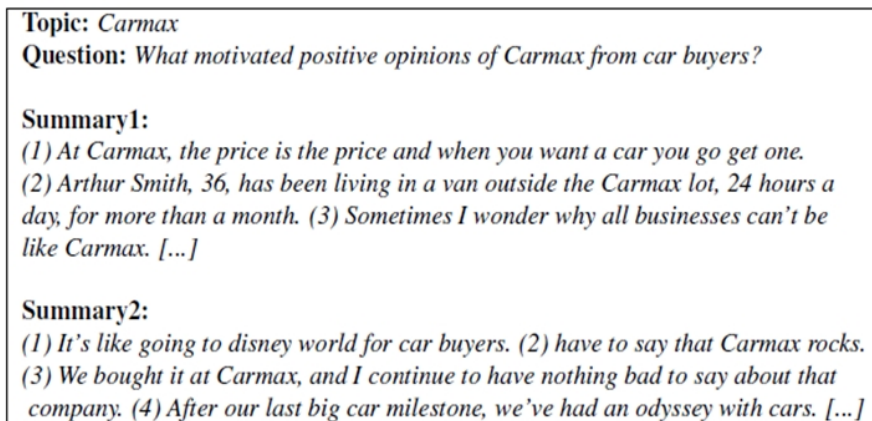 Topic: Carmax
Question: What motivated positive opinions of Carmax from car buyers?
Summary1:
(1) At Carmax, the price is the price and when you want a car you go get one.
(2) Arthur Smith, 36, has been living in a van outside the Carmax lot, 24 hours a
day, for more than a month. (3) Sometimes I wonder why all businesses can't be
like Carmax. [...]
Summary2:
(1) It's like going to disney world for car buyers. (2) have to say that Carmax rocks.
(3) We bought it at Carmax, and I continue to have nothing bad to say about that
company. (4) After our last big car milestone, we've had an odyssey with cars. [...]